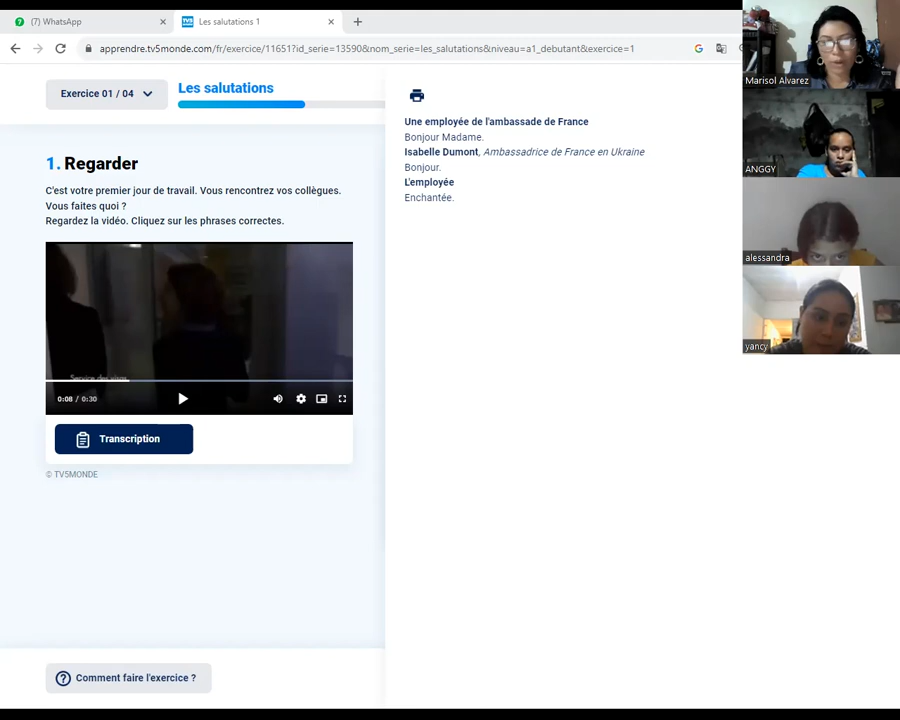 (7) WhatsApp
Les salutations 1
apprendre.tv5monde.com/fr/exercice/11651?id_serie=13590&nom_serie=les_salutations&niveau=a1_debutant&exercice=1
Exercice 01 / 04
Les salutations
1. Regarder
C'est votre premier jour de travail. Vous rencontrez vos collègues.
Vous faites quoi ?
Regardez la vidéo. Cliquez sur les phrases correctes.
Service des visas
0:08 / 0:30
Transcription
© TV5MONDE
Comment faire l'exercice ?
Une employée de l'ambassade de France
Bonjour Madame.
Isabelle Dumont, Ambassadrice de France en Ukraine
Bonjour.
L'employée
Enchantée.
Marisol Alvarez
ANGGY
alessandra
yancy